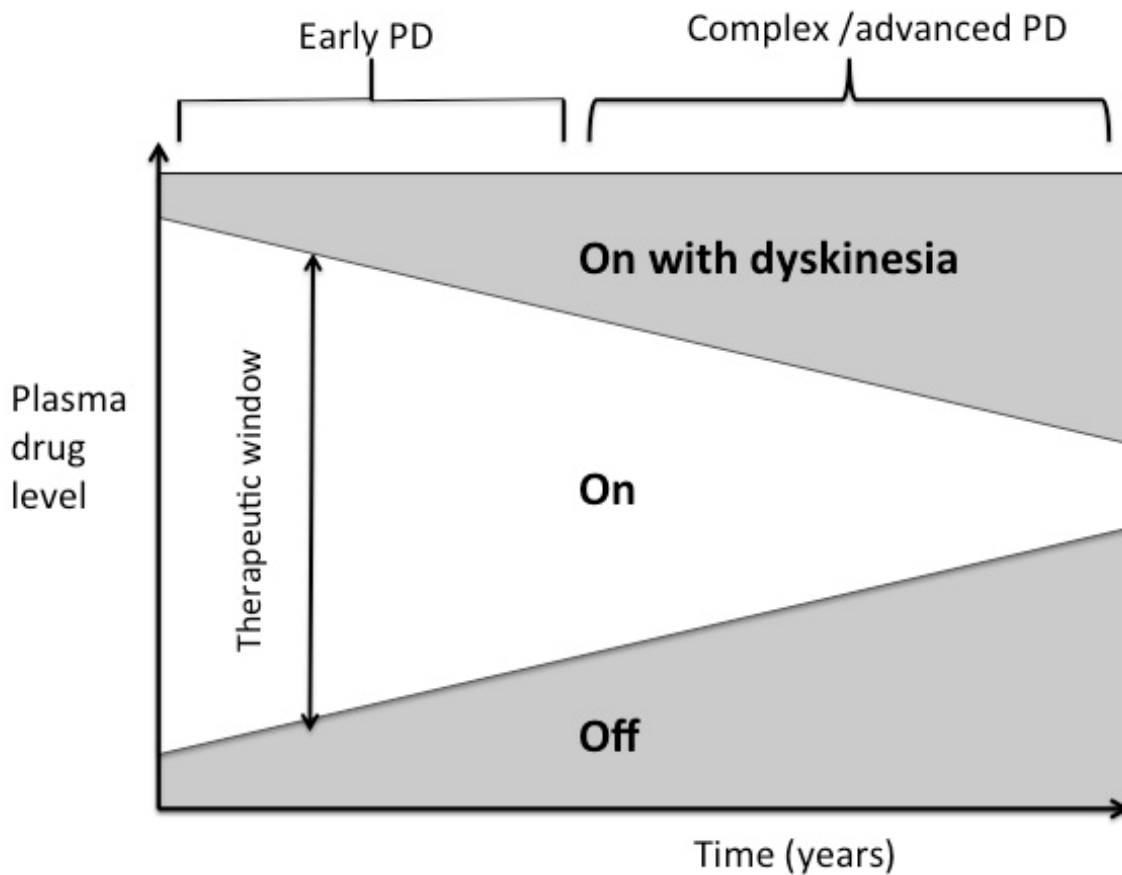 Early PD
Complex /advanced PD
On with dyskinesia
Plasma
drug
level
Therapeutic window
On
Off
Time (years)